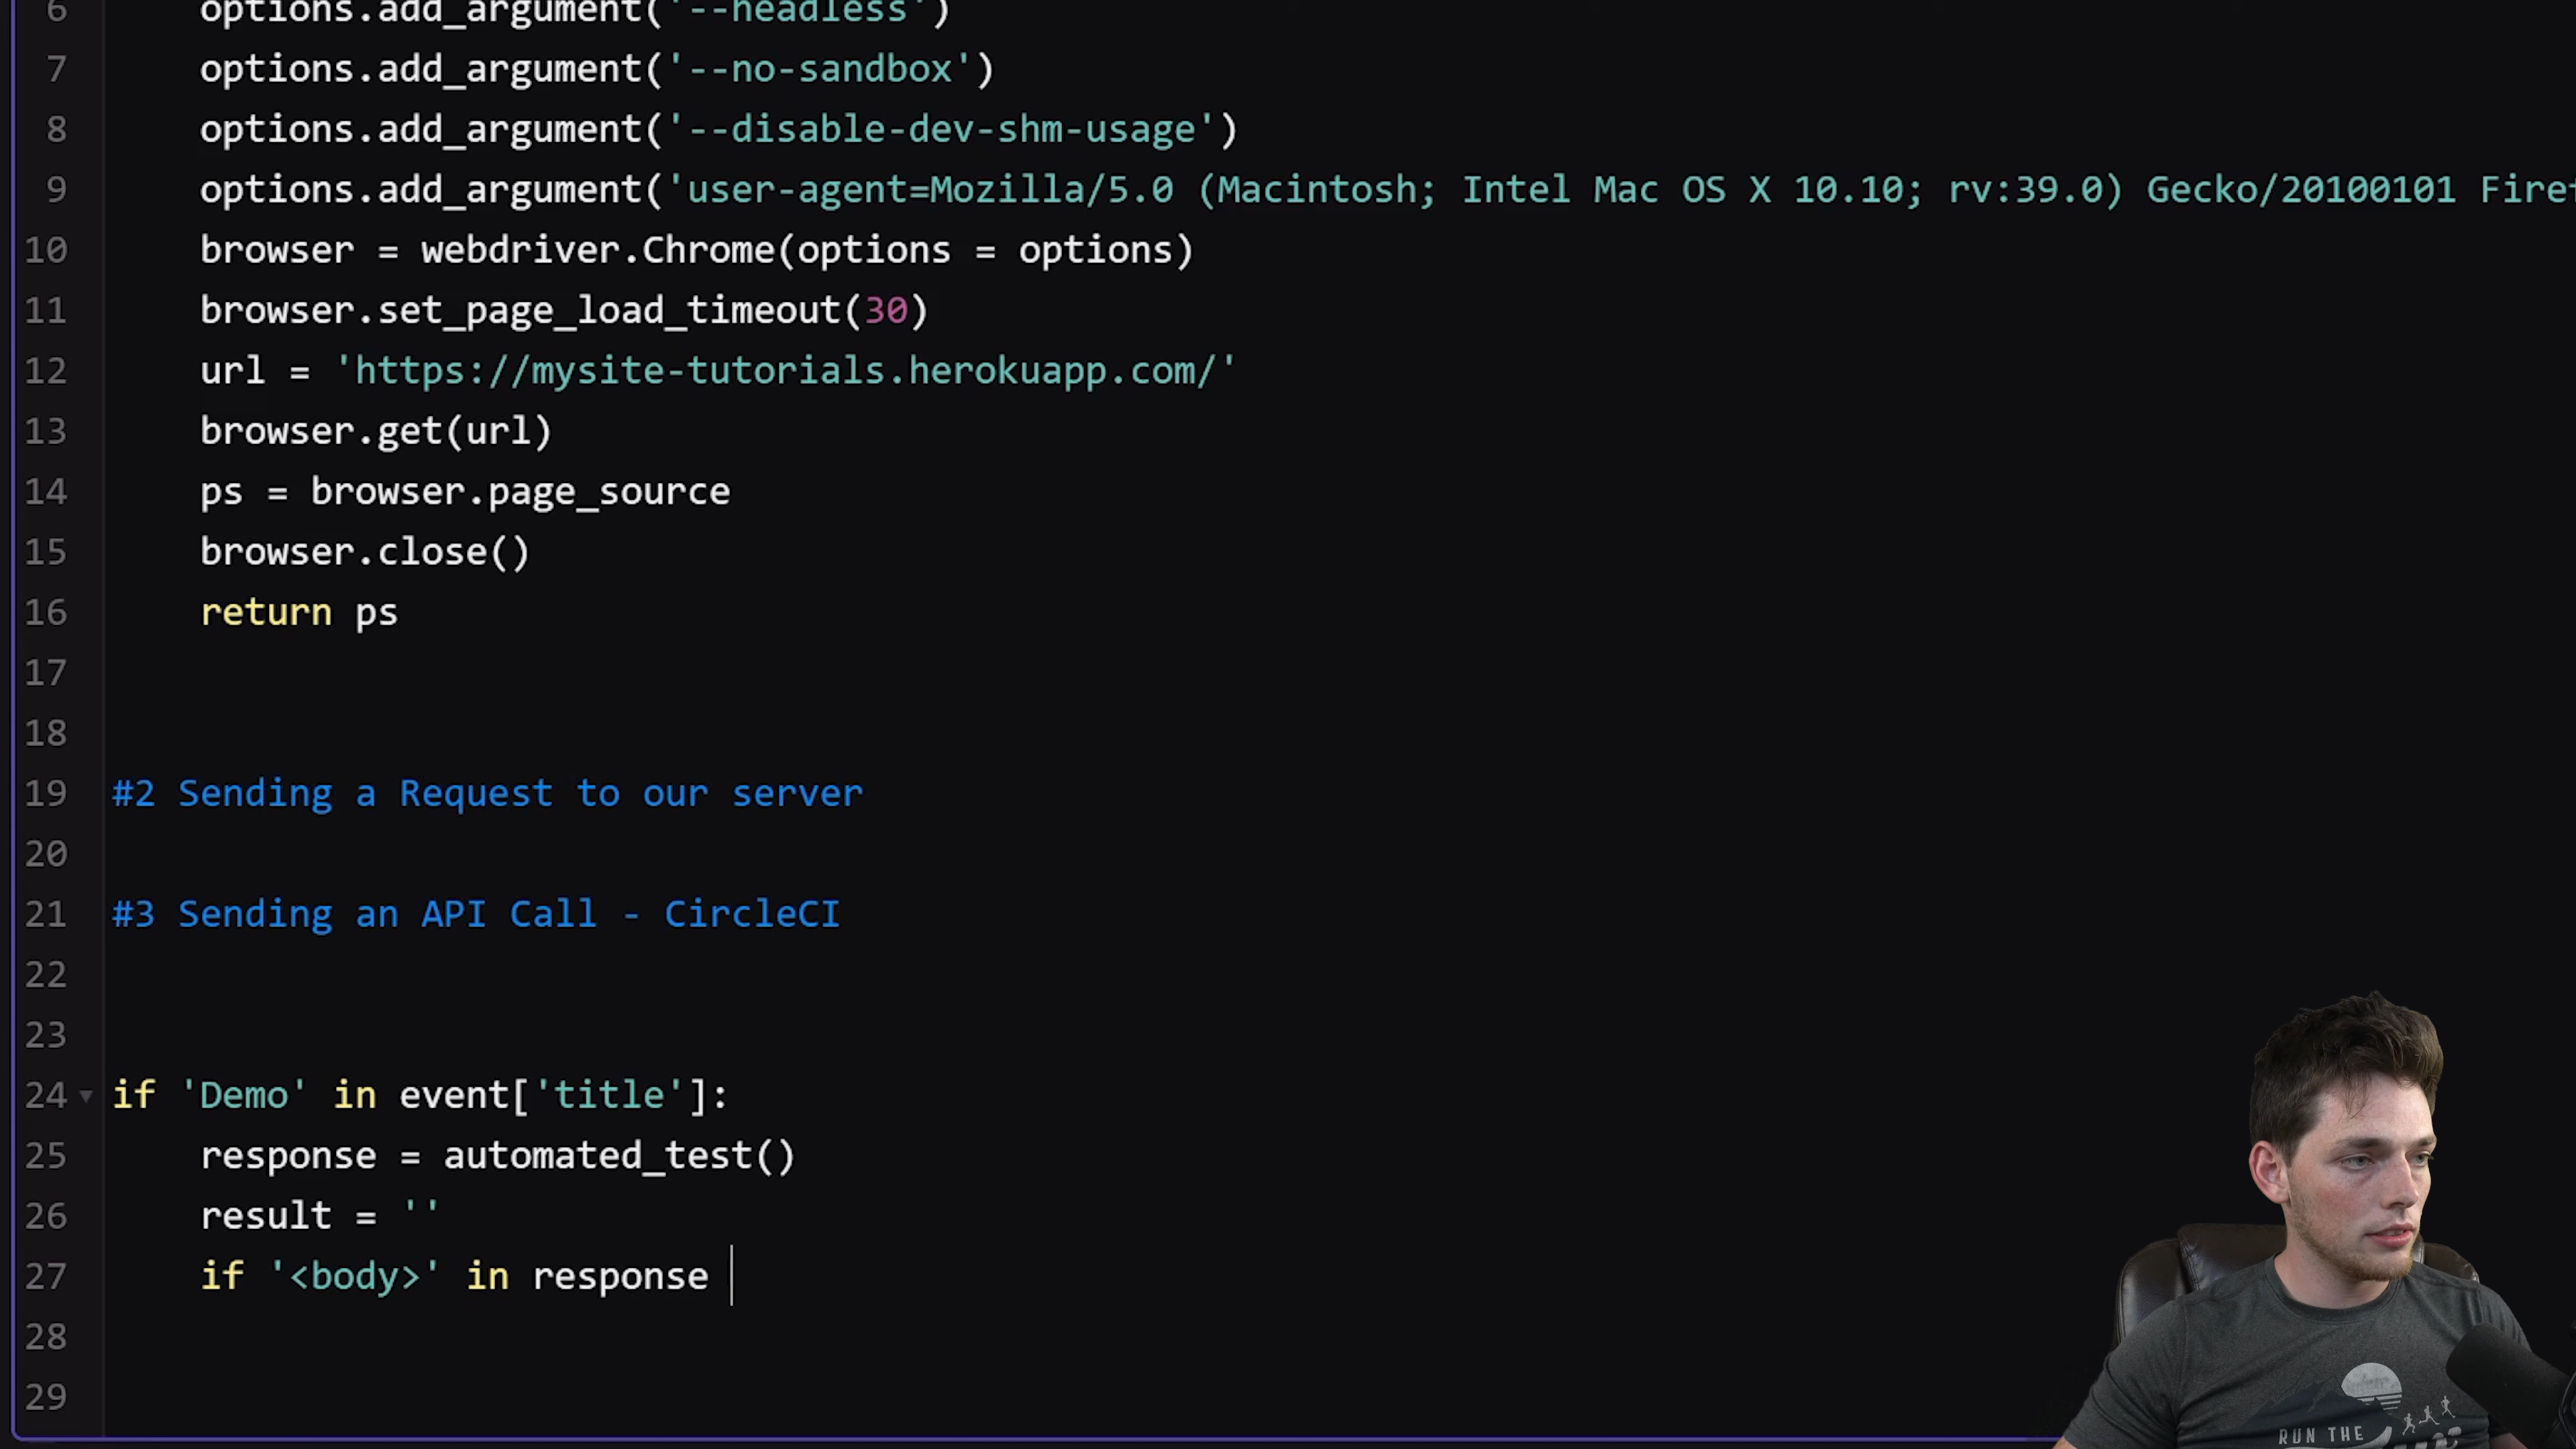 6 options.add_argument('--headless')
7 options.add_argument('--no-sandbox')
8 options.add_argument('--disable-dev-shm-usage')
9 options.add_argument('user-agent=Mozilla/5.0 (Macintosh; Intel Mac OS X 10.10; rv:39.0) Gecko/20100101 Firef
10 browser = webdriver.Chrome(options = options)
11 browser.set_page_load_timeout(30)
12 url = 'https://mysite-tutorials.herokuapp.com/'
13 browser.get(url)
14 ps = browser.page_source
15 browser.close()
16 return ps
17
18
19 #2 Sending a Request to our server
20
21 #3 Sending an API Call - CircleCI
22
23
24 if 'Demo' in event['title']:
25 response = automated_test()
26 result = ''
27 if '<body>' in response
28
29
RUN THE